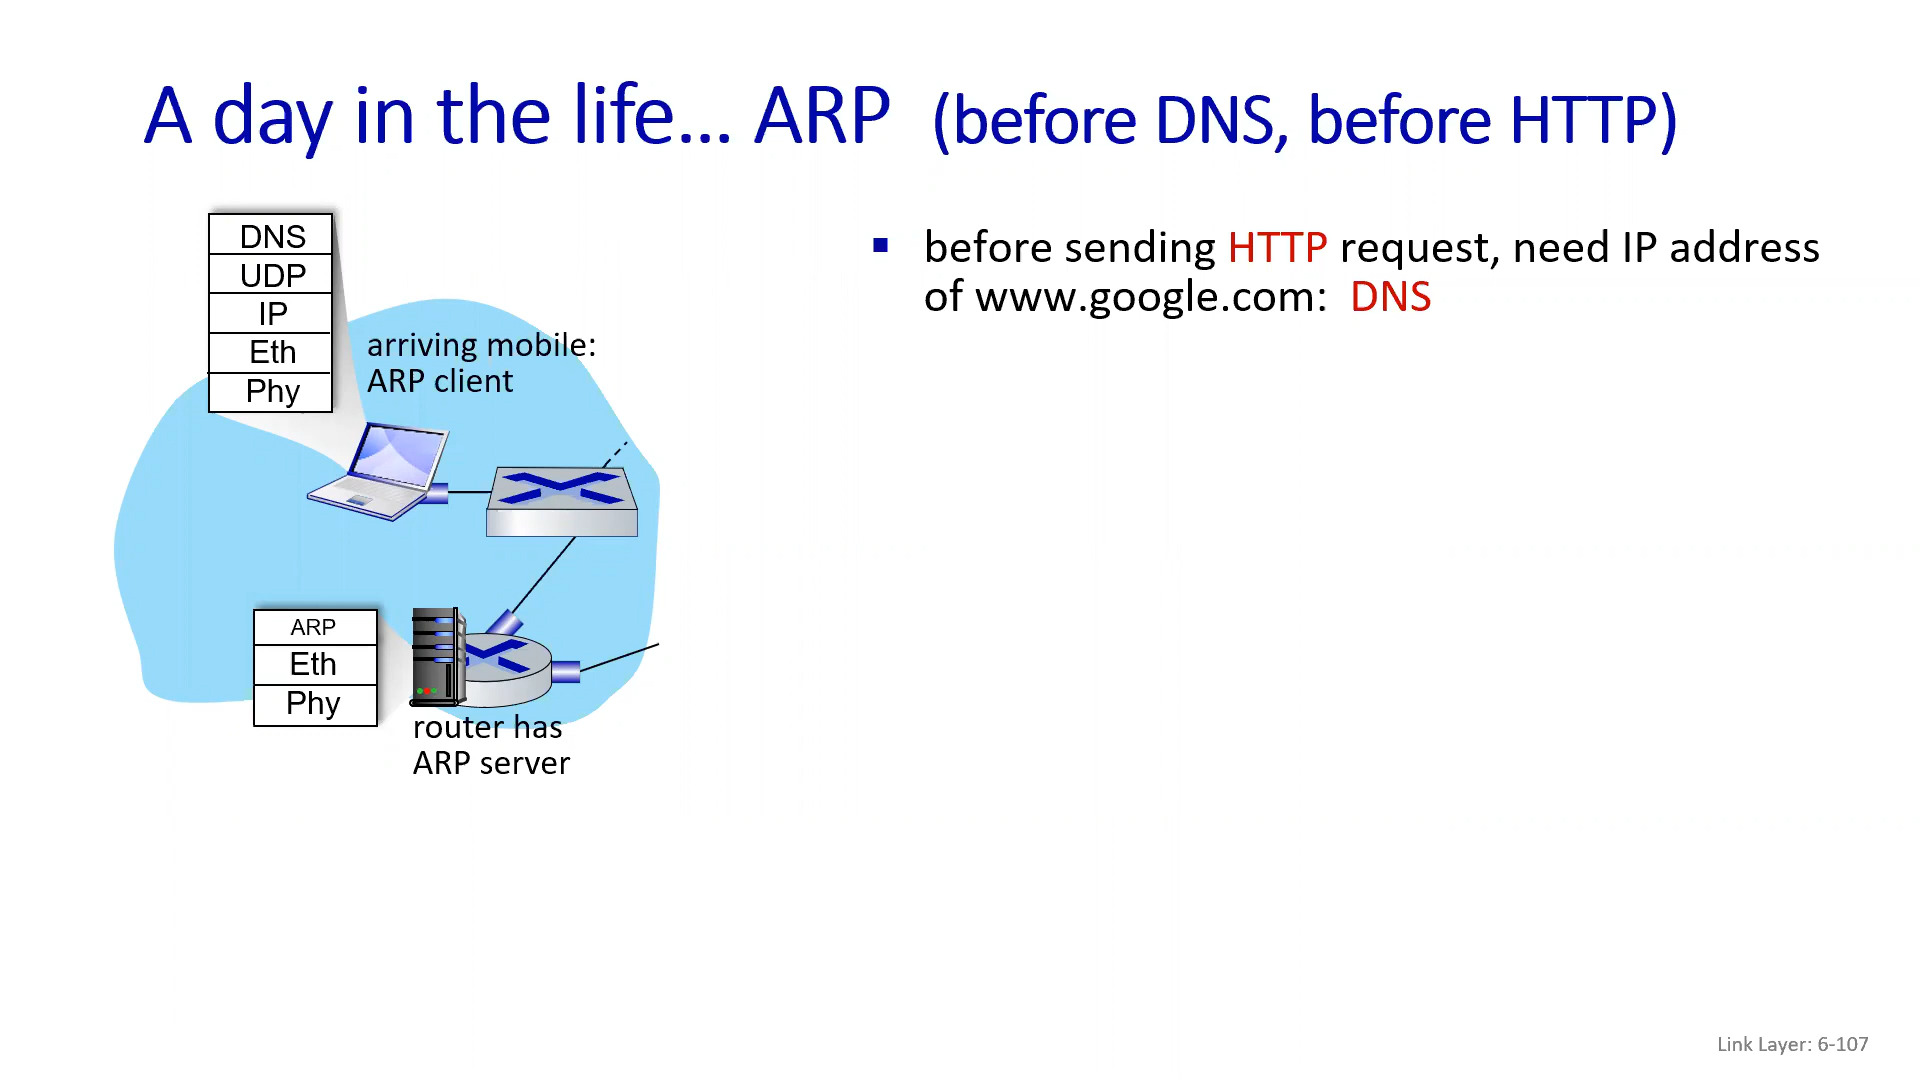 A day in the life… ARP (before DNS, before HTTP)
DNS
UDP
IP
Eth
Phy
arriving mobile:
ARP client
ARP
Eth
Phy
router has
ARP server
▪ before sending HTTP request, need IP address
of www.google.com: DNS
Link Layer: 6-107